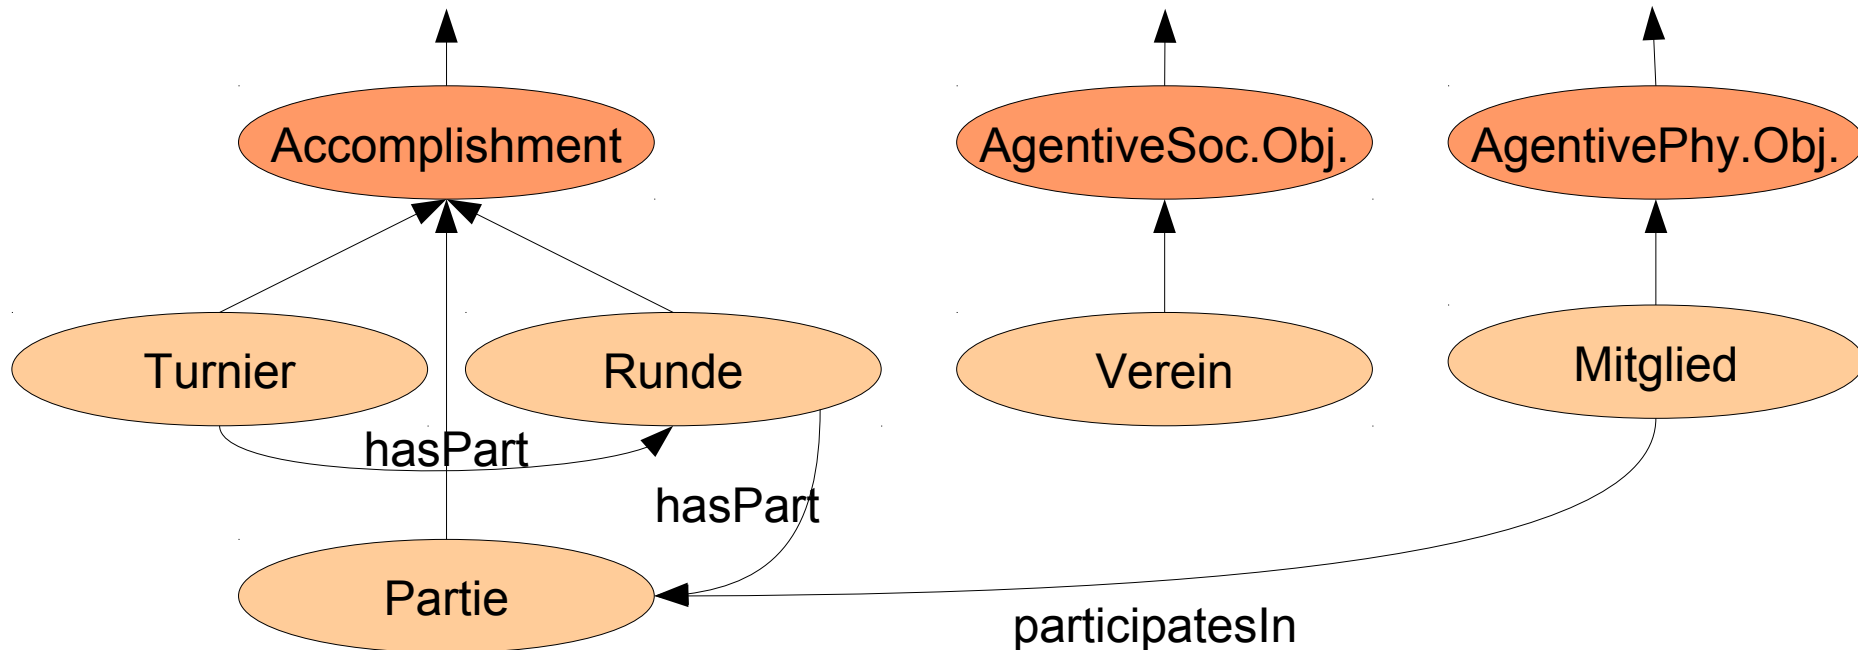 Accomplishment
AgentiveSoc.Obj.
AgentivePhy.Obj.
Turnier
Runde
Verein
Mitglied
hasPart
hasPart
Partie
participatesIn